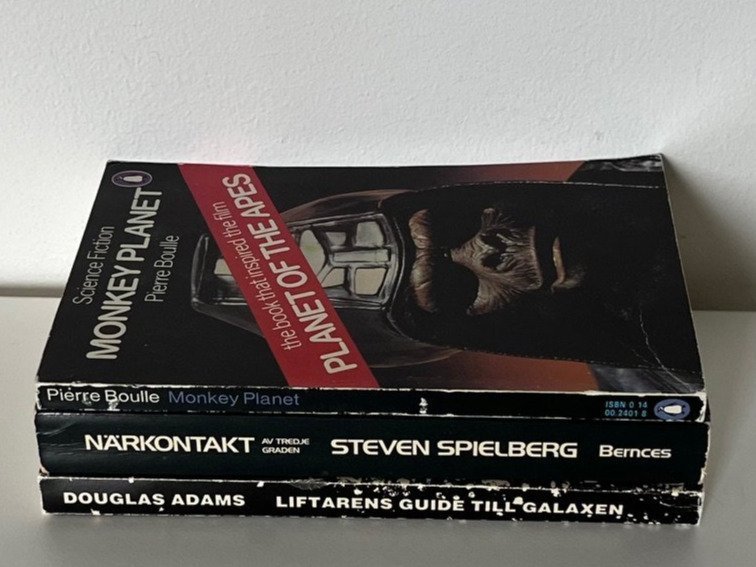 Science Fiction
MONKEY PLANET
Pierre Boulle
the book that inspired the film
PLANET OF THE APES
Pierre Boulle Monkey Planet
ISBN 0 14
00.2401 8
NÄRKONTAKT AV TREDJE GRADEN STEVEN SPIELBERG Bernces
DOUGLAS ADAMS LIFTARENS GUIDE TILL GALAXEN